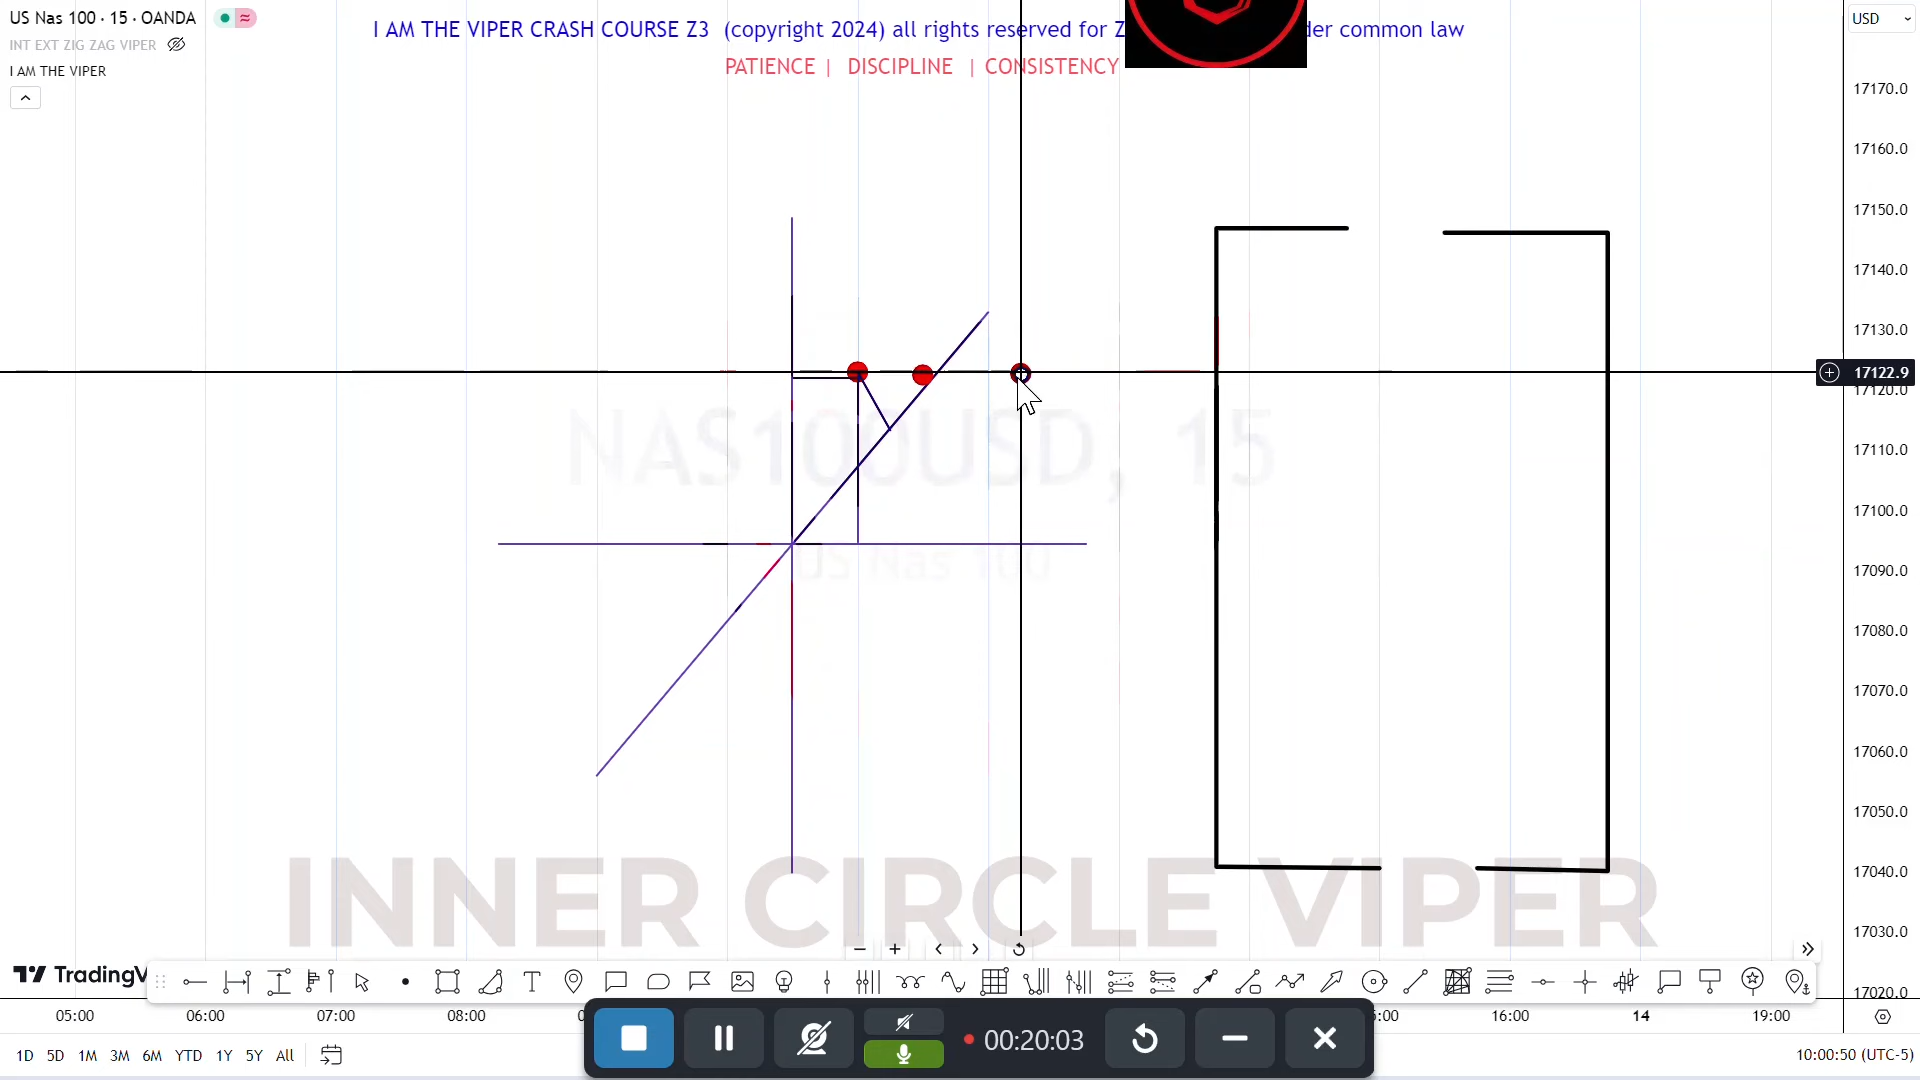 US Nas 100 · 15 · OANDA
INT EXT ZIG ZAG VIPER
I AM THE VIPER
I AM THE VIPER CRASH COURSE Z3 (copyright 2024) all rights reserved for Z
der common law
PATIENCE | DISCIPLINE | CONSISTENCY
USD
17170.0
17160.0
17150.0
17140.0
17130.0
17122.9
17120.0
17110.0
17100.0
17090.0
17080.0
17070.0
17060.0
17050.0
17040.0
17030.0
17020.0
NAS100USD, 15
US Nas 100
INNER CIRCLE VIPER
TradingV
05:00
06:00
07:00
08:00
16:00
14
19:00
00:20:03
1D 5D 1M 3M 6M YTD 1Y 5Y All
10:00:50 (UTC-5)